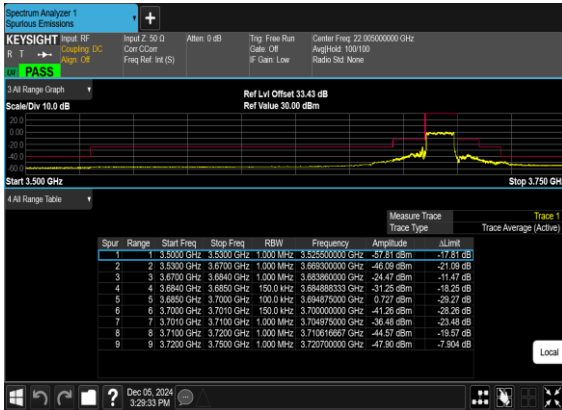 Spectrum Analyzer 1
Spurious Emissions
+
KEYSIGHT Input: RF Input Z: 50 Ω Atten: 0 dB Trig: Free Run Center Freq: 22.005000000 GHz
R T Coupling: DC Corr CCorr Gate: Off Avg|Hold: 100/100
Align: Off Freq Ref: Int (S) IF Gain: Low Radio Std: None
PASS
3 All Range Graph
Ref Lvl Offset 33.43 dB
Scale/Div 10.0 dB Ref Value 30.00 dBm
20.0
0.00
-20.0
-40.0
-60.0
Start 3.500 GHz Stop 3.750 GHz
4 All Range Table
Measure Trace Trace 1
Trace Type Trace Average (Active)
Spur Range Start Freq Stop Freq RBW Frequency Amplitude ΔLimit
1 1 3.5000 GHz 3.5300 GHz 1.000 MHz 3.525500000 GHz -57.81 dBm -17.81 dB
2 2 3.5300 GHz 3.6700 GHz 1.000 MHz 3.669300000 GHz -46.09 dBm -21.09 dB
3 3 3.6700 GHz 3.6840 GHz 1.000 MHz 3.683860000 GHz -24.47 dBm -11.47 dB
4 4 3.6840 GHz 3.6850 GHz 150.0 kHz 3.684888333 GHz -31.25 dBm -18.25 dB
5 5 3.6850 GHz 3.7000 GHz 100.0 kHz 3.694875000 GHz 0.727 dBm -29.27 dB
6 6 3.7000 GHz 3.7010 GHz 150.0 kHz 3.700000000 GHz -41.26 dBm -28.26 dB
7 7 3.7010 GHz 3.7100 GHz 1.000 MHz 3.704975000 GHz -36.48 dBm -23.48 dB
8 8 3.7100 GHz 3.7200 GHz 1.000 MHz 3.710616667 GHz -44.57 dBm -19.57 dB
9 9 3.7200 GHz 3.7500 GHz 1.000 MHz 3.720700000 GHz -47.90 dBm -7.904 dB
Local
? Dec 05, 2024
3:29:33 PM